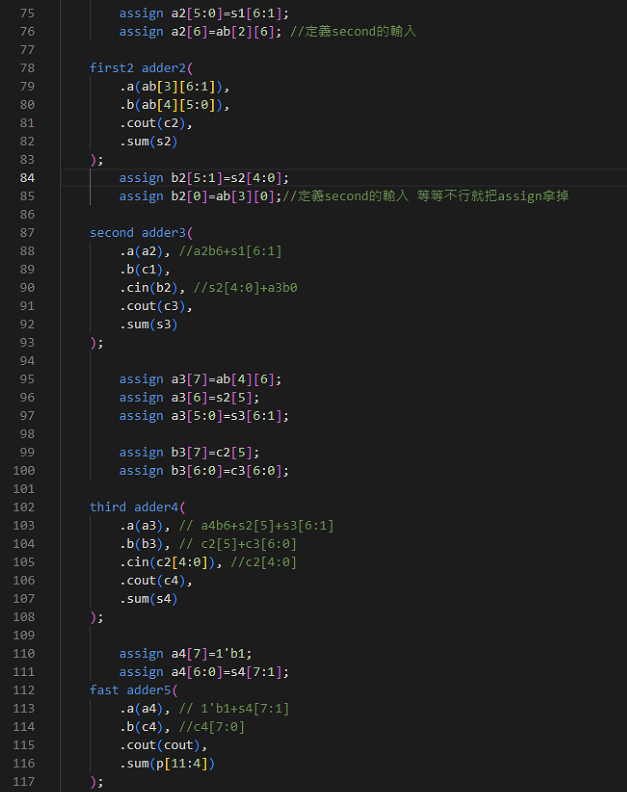 75 assign a2[5:0]=s1[6:1];
76 assign a2[6]=ab[2][6]; //定義second的輸入
77
78 first2 adder2(
79 .a(ab[3][6:1]),
80 .b(ab[4][5:0]),
81 .cout(c2),
82 .sum(s2)
83 );
84 assign b2[5:1]=s2[4:0];
85 assign b2[0]=ab[3][0];//定義second的輸入 等等不行就把assign拿掉
86
87 second adder3(
88 .a(a2), //a2b6+s1[6:1]
89 .b(c1),
90 .cin(b2), //s2[4:0]+a3b0
91 .cout(c3),
92 .sum(s3)
93 );
94
95 assign a3[7]=ab[4][6];
96 assign a3[6]=s2[5];
97 assign a3[5:0]=s3[6:1];
98
99 assign b3[7]=c2[5];
100 assign b3[6:0]=c3[6:0];
101
102 third adder4(
103 .a(a3), // a4b6+s2[5]+s3[6:1]
104 .b(b3), // c2[5]+c3[6:0]
105 .cin(c2[4:0]), //c2[4:0]
106 .cout(c4),
107 .sum(s4)
108 );
109
110 assign a4[7]=1'b1;
111 assign a4[6:0]=s4[7:1];
112 fast adder5(
113 .a(a4), // 1'b1+s4[7:1]
114 .b(c4), //c4[7:0]
115 .cout(cout),
116 .sum(p[11:4])
117 );